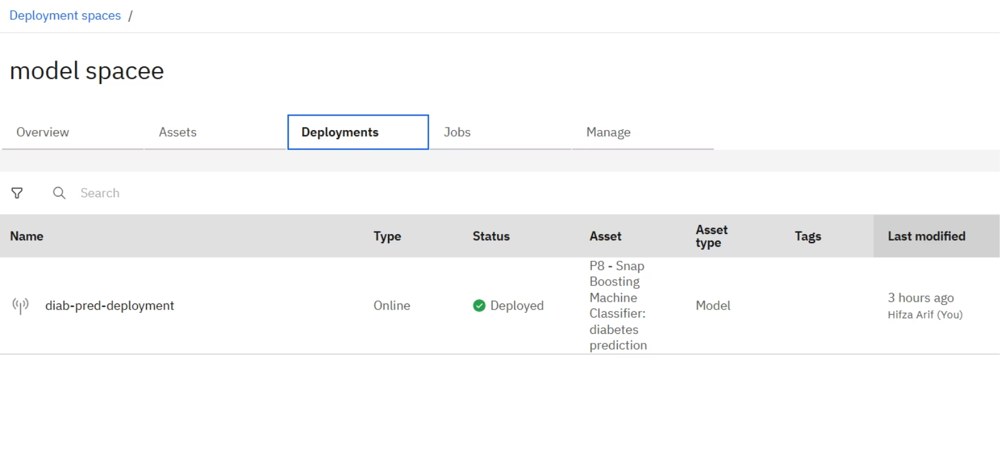 Deployment spaces /
model spacee
Overview Assets Deployments Jobs Manage
Search
Name Type Status Asset Asset type Tags Last modified
diab-pred-deployment Online Deployed
P8 - Snap
Boosting
Machine
Classifier:
diabetes
prediction
Model
3 hours ago
Hifza Arif (You)